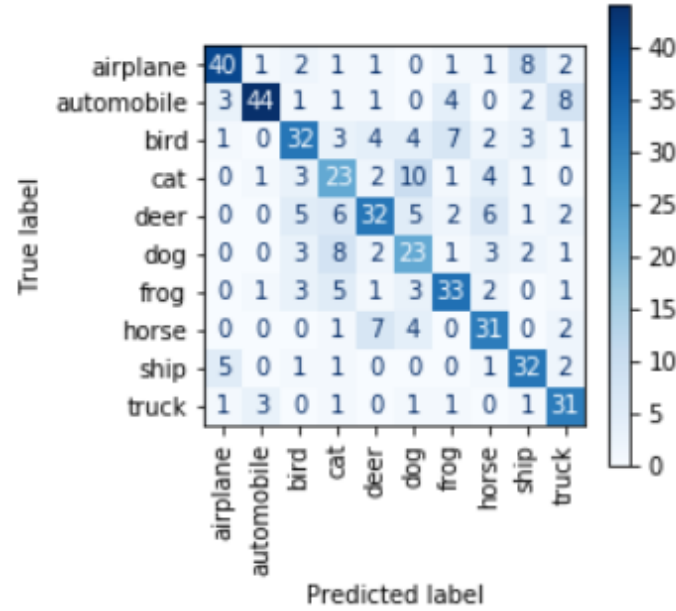 airplane 40 1 2 1 1 0 1 1 8 2
automobile 3 44 1 1 1 0 4 0 2 8
bird 1 0 32 3 4 4 7 2 3 1
cat 0 1 3 23 2 10 1 4 1 0
deer 0 0 5 6 32 5 2 6 1 2
dog 0 0 3 8 2 23 1 3 2 1
frog 0 1 3 5 1 3 33 2 0 1
horse 0 0 0 1 7 4 0 31 0 2
ship 5 0 1 1 0 0 0 1 32 2
truck 1 3 0 1 0 1 1 0 1 31
airplane automobile bird cat deer dog frog horse ship truck
True label
Predicted label
40
35
30
25
20
15
10
5
0